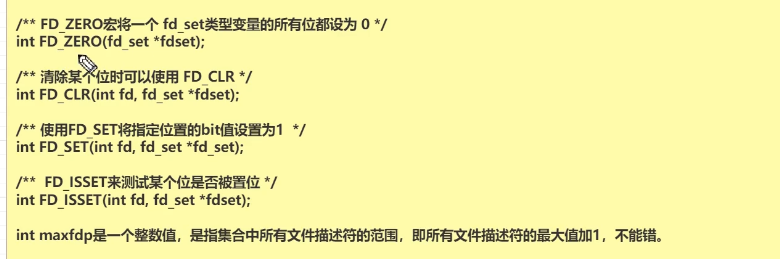 /** FD_ZERO宏将一个 fd_set类型变量的所有位都设为 0 */
int FD_ZERO(fd_set *fdset);
/** 清除某个位时可以使用 FD_CLR */
int FD_CLR(int fd, fd_set *fdset);
/** 使用FD_SET将指定位置的bit值设置为1 */
int FD_SET(int fd, fd_set *fd_set);
/** FD_ISSET来测试某个位是否被置位 */
int FD_ISSET(int fd, fd_set *fdset);
int maxfdp是一个整数值，是指集合中所有文件描述符的范围，即所有文件描述符的最大值加1，不能错。